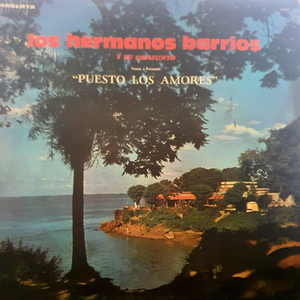 los hermanos barrios
Y SU CONJUNTO
"PUESTO LOS AMORES"